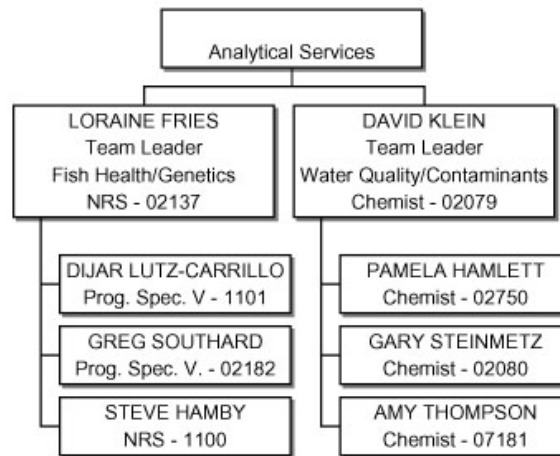 Analytical Services
LORAINE FRIES
Team Leader
Fish Health/Genetics
NRS - 02137
DIJAR LUTZ-CARRILLO
Prog. Spec. V - 1101
GREG SOUTHARD
Prog. Spec. V. - 02182
STEVE HAMBY
NRS - 1100
DAVID KLEIN
Team Leader
Water Quality/Contaminants
Chemist - 02079
PAMELA HAMLETT
Chemist - 02750
GARY STEINMETZ
Chemist - 02080
AMY THOMPSON
Chemist - 07181